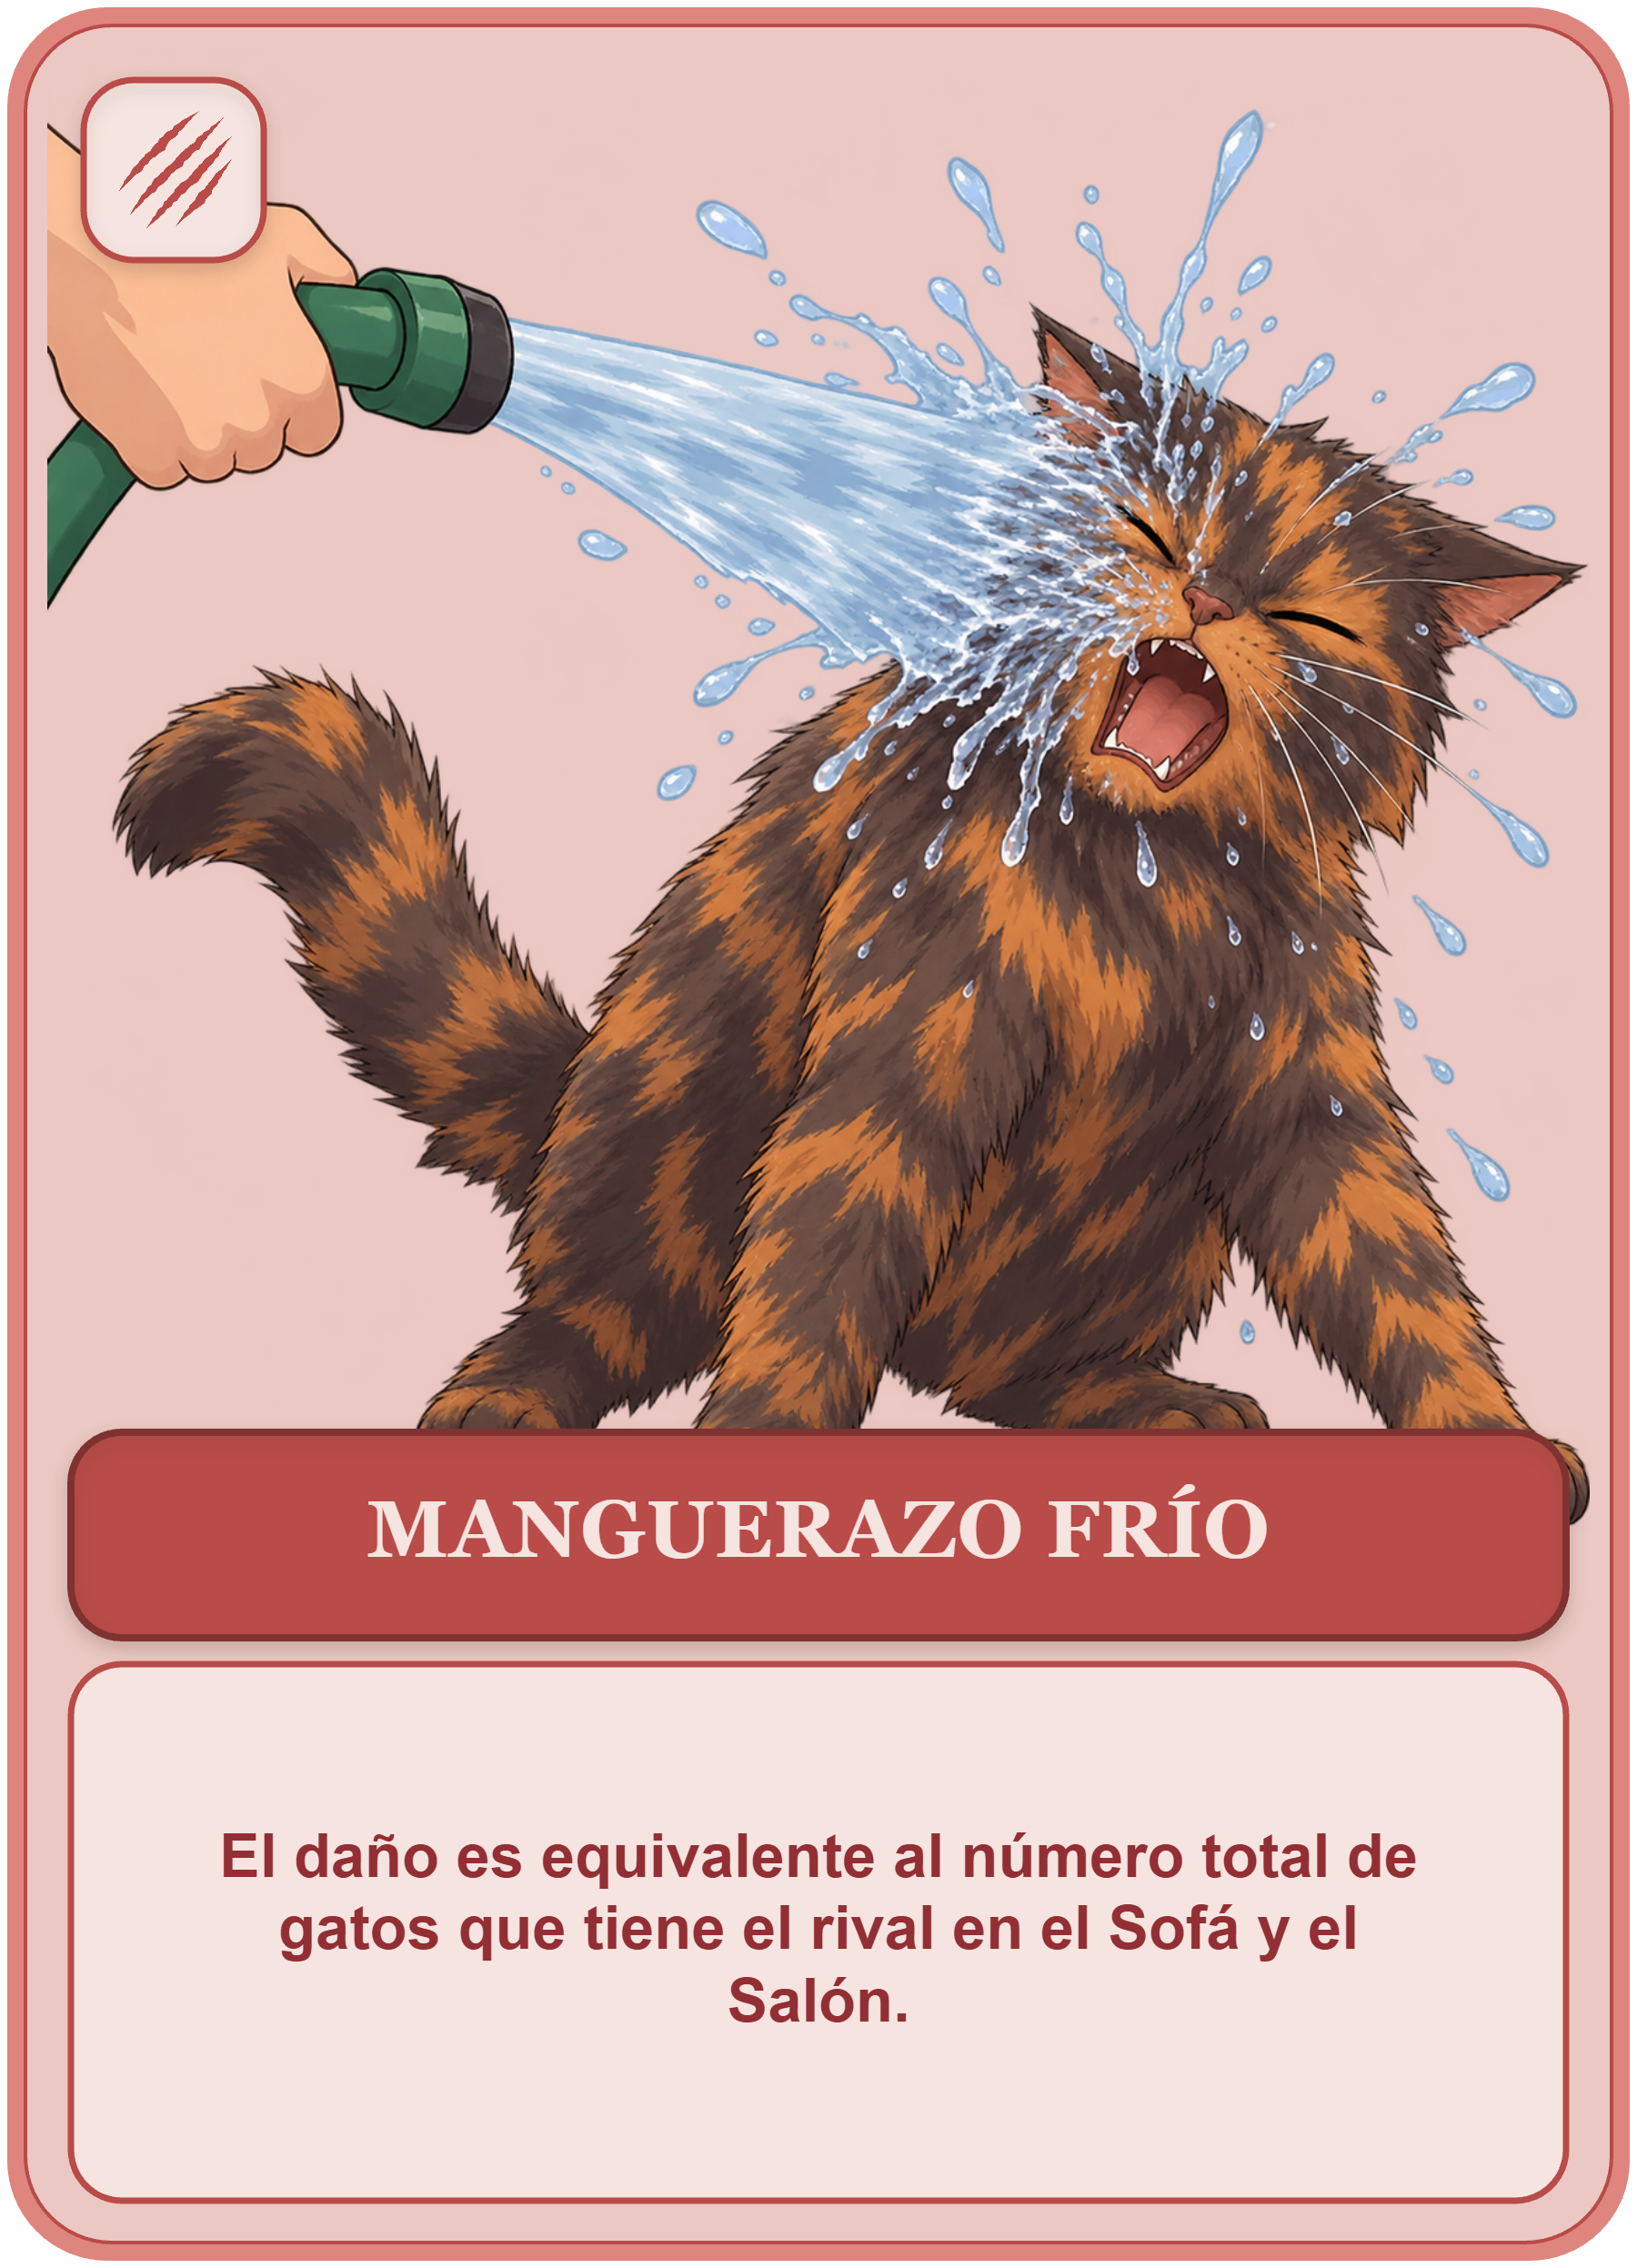 MANGUERAZO FRÍO
El daño es equivalente al número total de
gatos que tiene el rival en el Sofá y el
Salón.